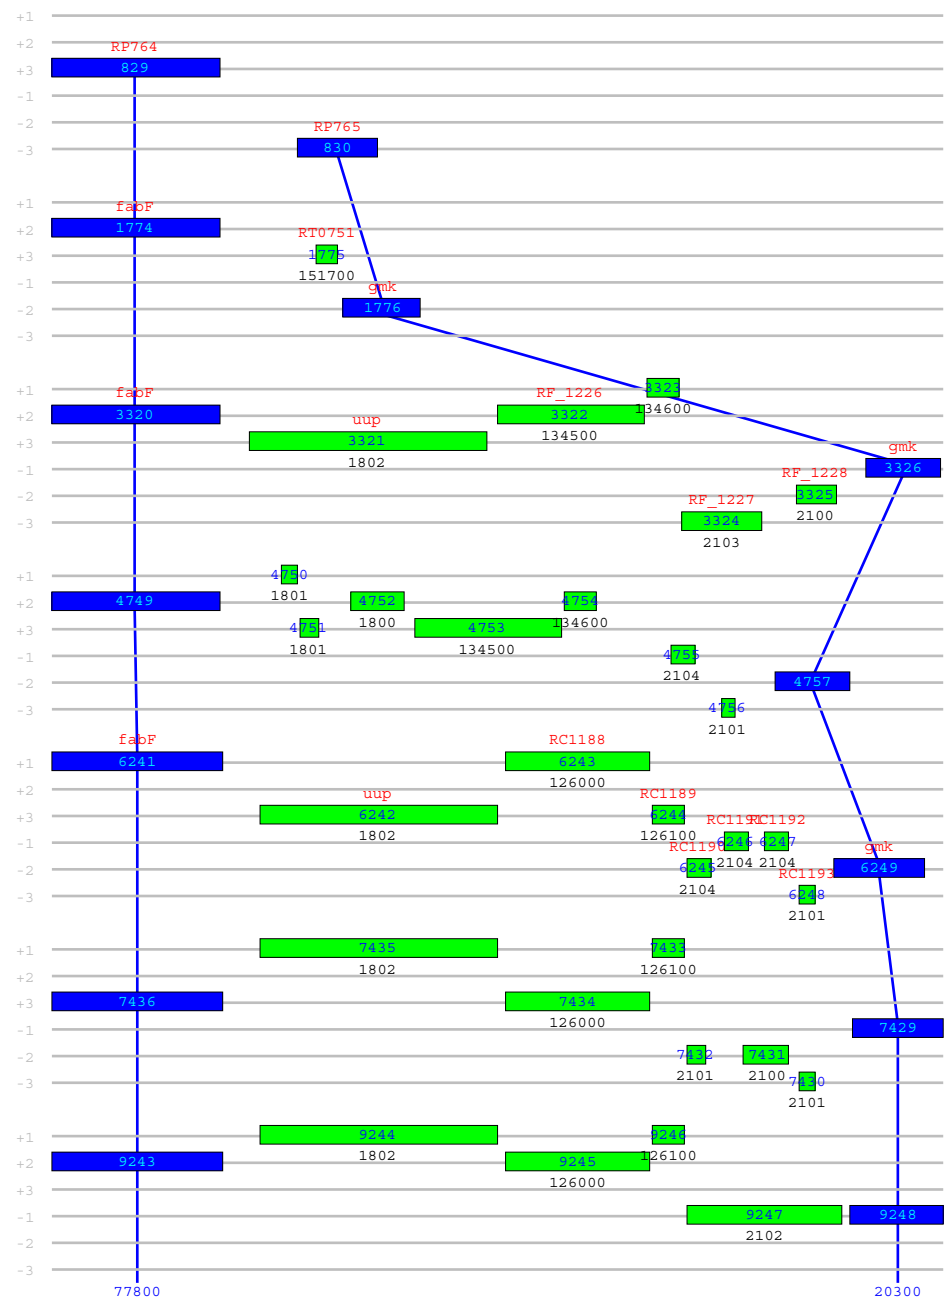 +1
+2
RP764
+3 829
-1
-2
RP765
-3 830
+1
fabF
+2 1774
RT0751
+3 1775
151700
-1
gmk
-2 1776
-3
+1 3323
134600
fabF RF_1226
+2 3320 3322
134500
uup
+3 3321
1802
gmk
-1 3326
RF_1228
-2 3325
2100
RF_1227
-3 3324
2103
+1 4750
1801
+2 4749 4752 4754
1800 134600
+3 4751 4753
1801 134500
-1 4755
2104
-2 4757
-3 4756
2101
fabF RC1188
+1 6241 6243
126000
+2
uup RC1189
+3 6242 6244
1802 126100
RC1191 RC1192
-1 6246 6247
2104 2104
RC1190 gmk
-2 6245 6249
2104
RC1193
-3 6248
2101
+1 7435 7433
1802 126100
+2
+3 7436 7434
126000
-1 7429
-2 7432 7431
2101 2100
-3 7430
2101
+1 9244 9246
1802 126100
+2 9243 9245
126000
+3
-1 9247 9248
2102
-2
-3
77800 20300